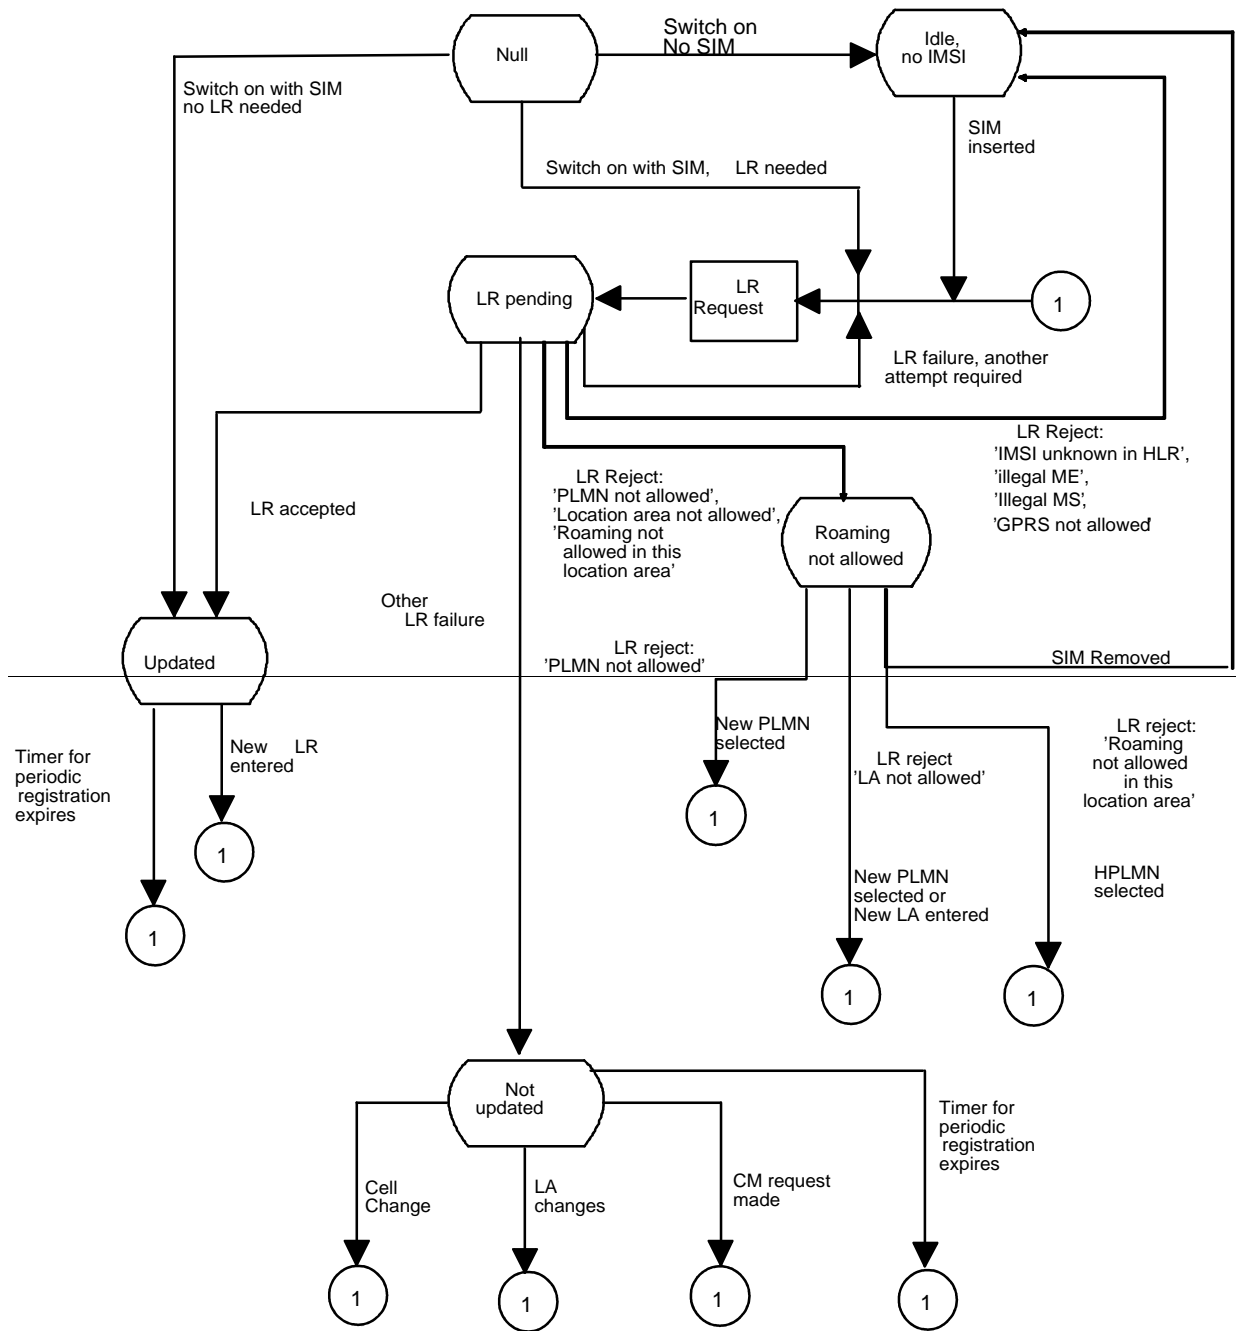 Switch on
No SIM
Null
Idle,
no IMSI
Switch on with SIM
no LR needed
SIM
inserted
Switch on with SIM, LR needed
LR pending
LR
Request
1
LR failure, another
attempt required
LR Reject:
'IMSI unknown in HLR',
'illegal ME',
'Illegal MS',
'GPRS not allowed'
LR Reject:
'PLMN not allowed',
'Location area not allowed',
'Roaming not
allowed in this
location area'
LR accepted
Roaming
not allowed
Other
LR failure
Updated
LR reject:
'PLMN not allowed'
SIM Removed
Timer for
periodic
registration
expires
New LR
entered
New PLMN
selected
LR reject
'LA not allowed'
LR reject:
'Roaming
not allowed
in this
location area'
1
1
1
New PLMN
selected or
New LA entered
HPLMN
selected
1
1
Not
updated
Timer for
periodic
registration
expires
Cell
Change
LA
changes
CM request
made
1
1
1
1